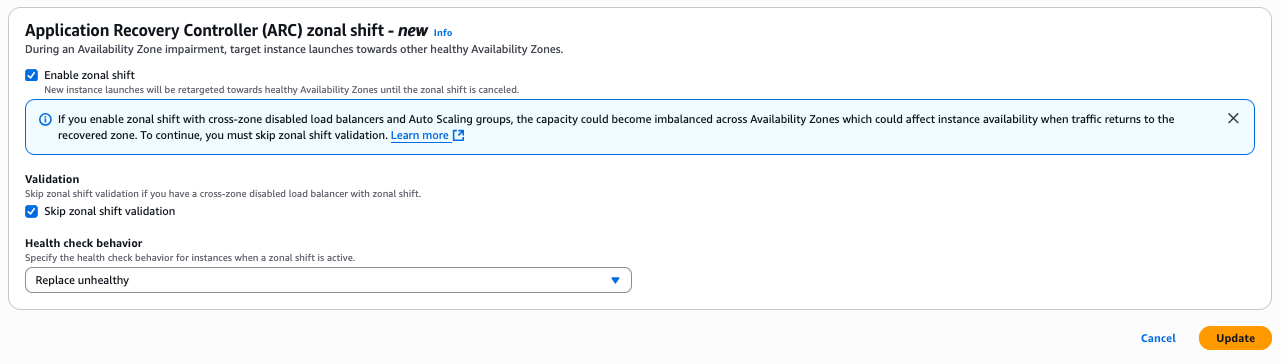 Application Recovery Controller (ARC) zonal shift - new Info
During an Availability Zone impairment, target instance launches towards other healthy Availability Zones.
Enable zonal shift
New instance launches will be retargeted towards healthy Availability Zones until the zonal shift is canceled.
If you enable zonal shift with cross-zone disabled load balancers and Auto Scaling groups, the capacity could become imbalanced across Availability Zones which could affect instance availability when traffic returns to the
recovered zone. To continue, you must skip zonal shift validation. Learn more
Validation
Skip zonal shift validation if you have a cross-zone disabled load balancer with zonal shift.
Skip zonal shift validation
Health check behavior
Specify the health check behavior for instances when a zonal shift is active.
Replace unhealthy
Cancel Update